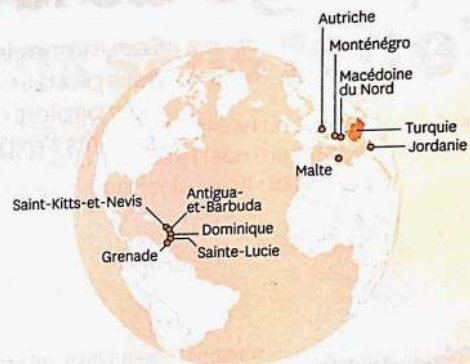 Autriche
Monténégro
Macédoine
du Nord
Turquie
Jordanie
Malte
Saint-Kitts-et-Nevis
Antigua-
et-Barbuda
Dominique
Grenade
Sainte-Lucie